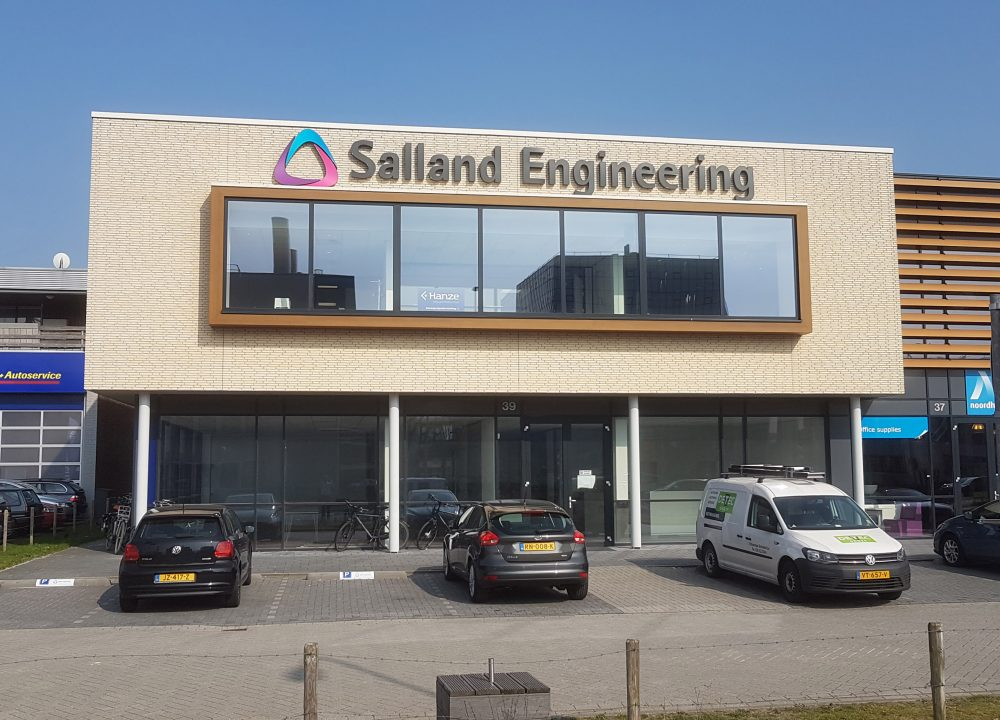 Salland Engineering
Hanze
Autoservice
39
37
noordh
office supplies
JZ-417-Z
RN-008-K
VT-657-V
P
P